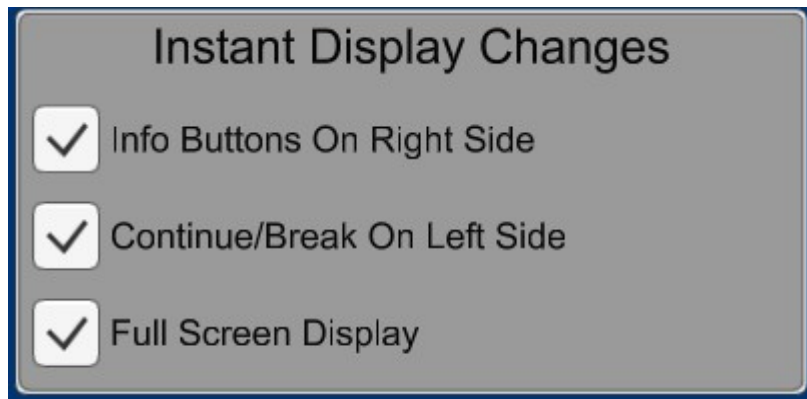 Instant Display Changes
Info Buttons On Right Side
Continue/Break On Left Side
Full Screen Display